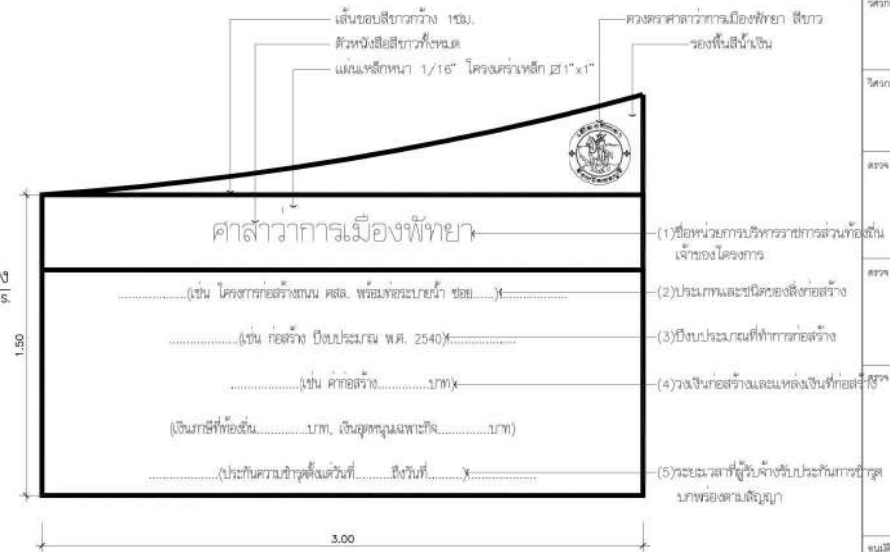 เส้นขอบสีขาวกว้าง 1ซม.
ตัวหนังสือสีขาวทั้งหมด
แผ่นเหล็กหนา 1/16" โครงเคร่าเหล็ก 1"x1"
ดวงตราศาลาว่าการเมืองพัทยา สีขาว
รองพื้นสีน้ำเงิน
เมืองพัทยา
ศาลาว่าการเมืองพัทยา
(1)ชื่อหน่วยการบริหารราชการส่วนท้องถิ่น
เจ้าของโครงการ
................(เช่น โครงการก่อสร้างถนน คสล. พร้อมท่อระบายน้ำ ซอย.....)................
(2)ประเภทและชนิดของสิ่งก่อสร้าง
................(เช่น ก่อสร้าง ปีงบประมาณ พ.ศ. 2540)................
(3)ปีงบประมาณที่ทำการก่อสร้าง
................(เช่น ค่าก่อสร้าง............บาท)
(4)วงเงินก่อสร้างและแหล่งเงินที่ก่อสร้าง
(เงินภาษีที่ท้องถิ่น............บาท, เงินอุดหนุนเฉพาะกิจ............บาท)
................(ประกันความชำรุดตั้งแต่วันที่.........ถึงวันที่.........)................
(5)ระยะเวลาที่ผู้รับจ้างรับประกันการชำรุด
บกพร่องตามสัญญา
1.50
3.00